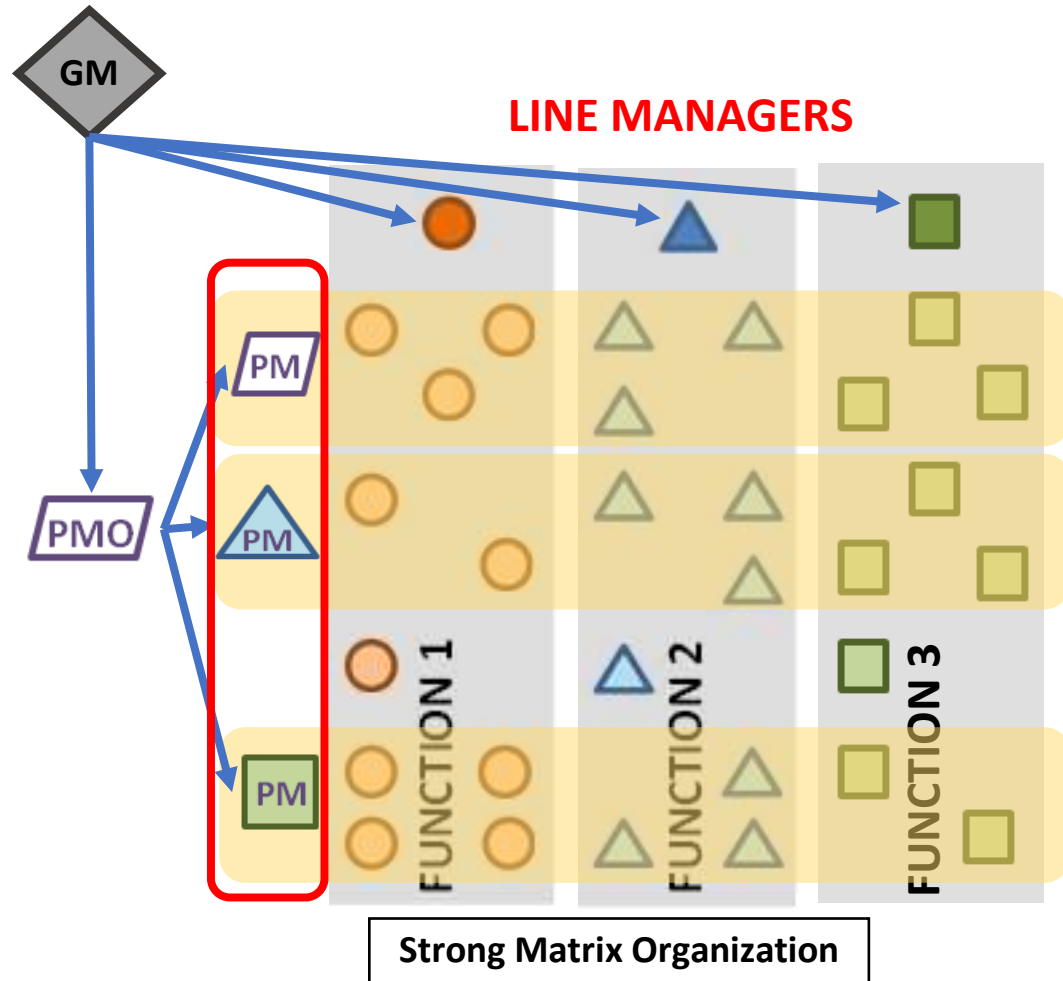 GM
LINE MANAGERS
PM
PMO
PM
FUNCTION 1
FUNCTION 2
FUNCTION 3
PM
Strong Matrix Organization